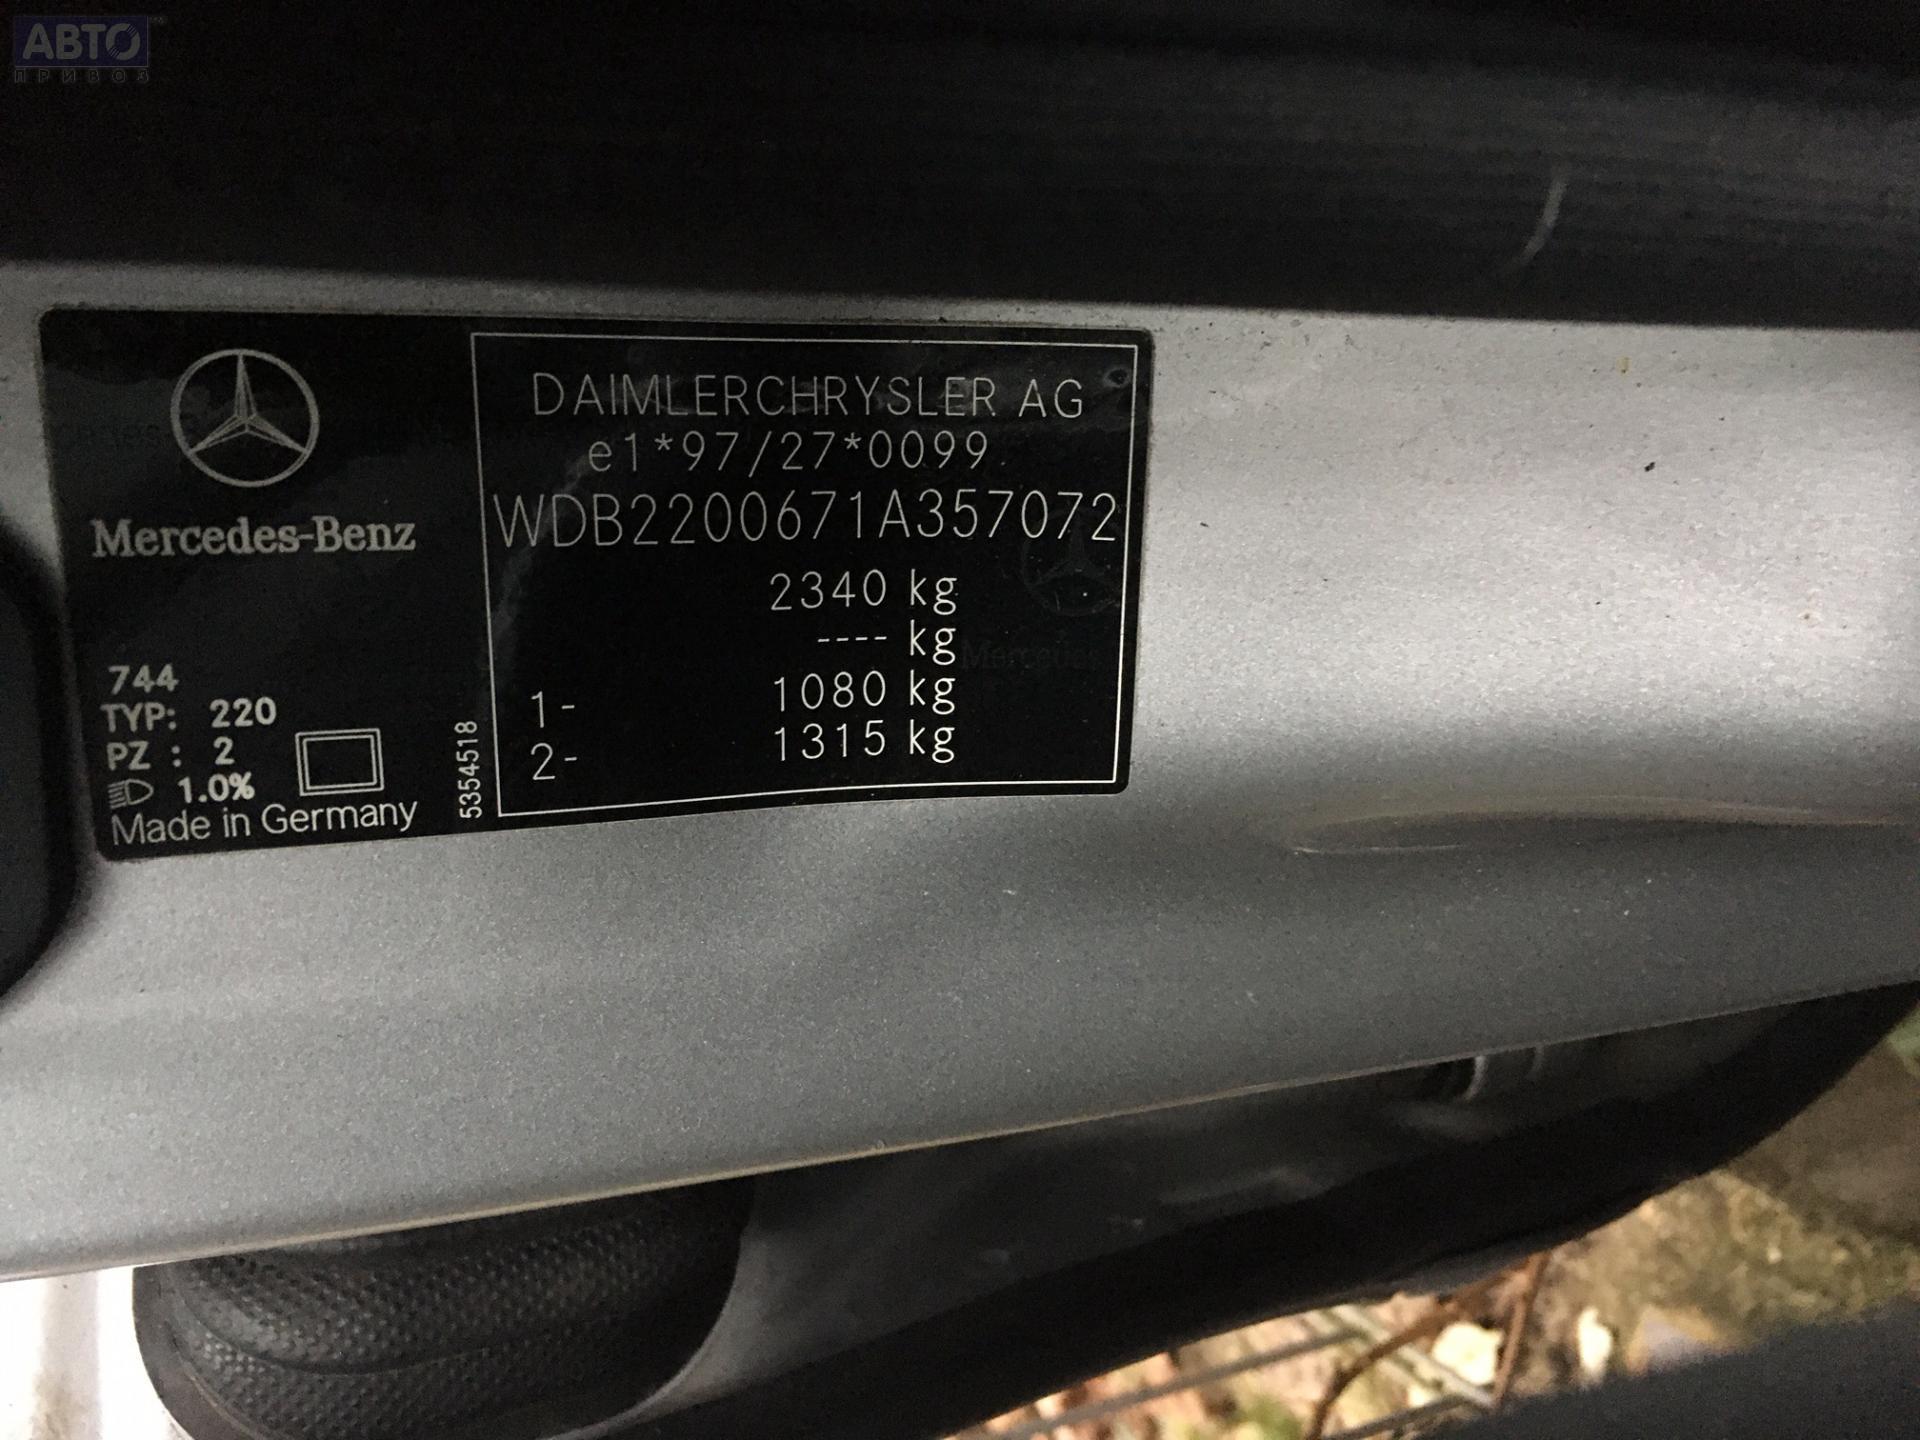 АВТО
ПРИВОЗ
Mercedes-Benz
744
TYP: 220
PZ : 2
1.0%
Made in Germany
5354518
DAIMLERCHRYSLER AG
e1*97/27*0099
WDB2200671A357072
2340 kg
---- kg
1- 1080 kg
2- 1315 kg
Mercedes